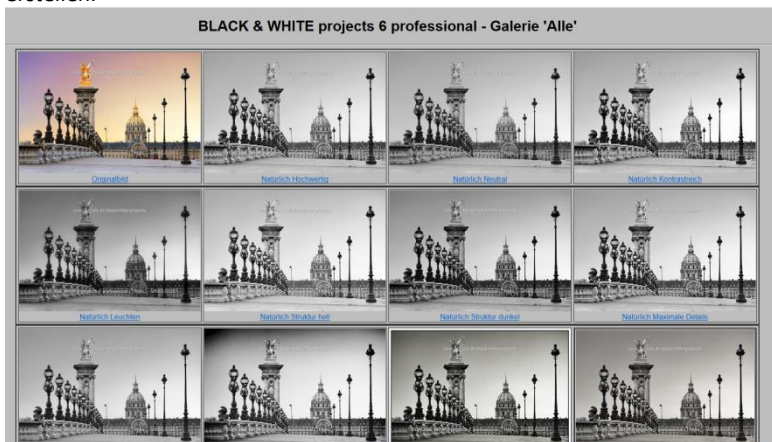 erstellen.
BLACK & WHITE projects 6 professional - Galerie 'Alle'
Originalbild
Natürlich Hochwertig
Natürlich Neutral
Natürlich Kontrastreich
Natürlich Leuchten
Natürlich Struktur hell
Natürlich Struktur dunkel
Natürlich Maximale Details